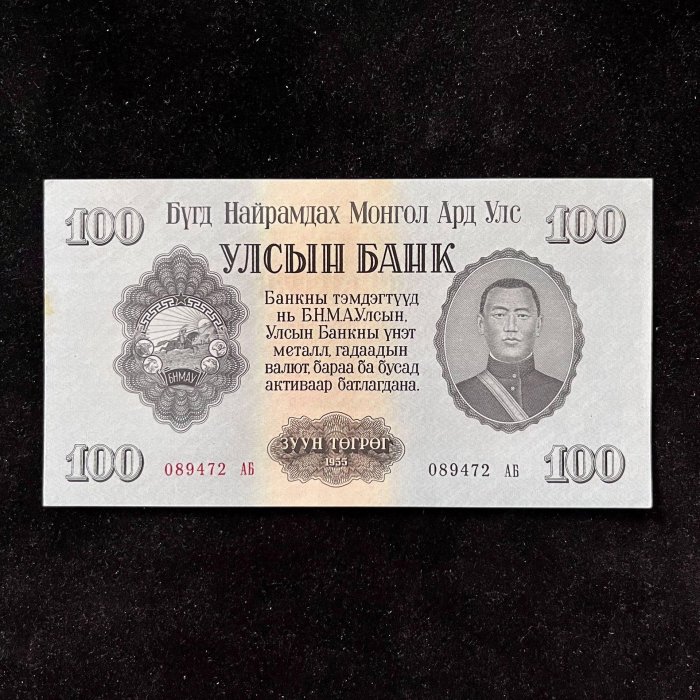 100 Бүгд Найрамдах Монгол Ард Улс 100
УЛСЫН БАНК
Банкны тэмдэгтүүд
нь Б.Н.М.А.Улсын,
Улсын Банкны үнэт
металл, гадаадын
валют, бараа ба бусад
активаар батлагдана.
БНМАУ
ЗУУН ТӨГРӨГ
1955
100 089472 АБ 089472 АБ 100